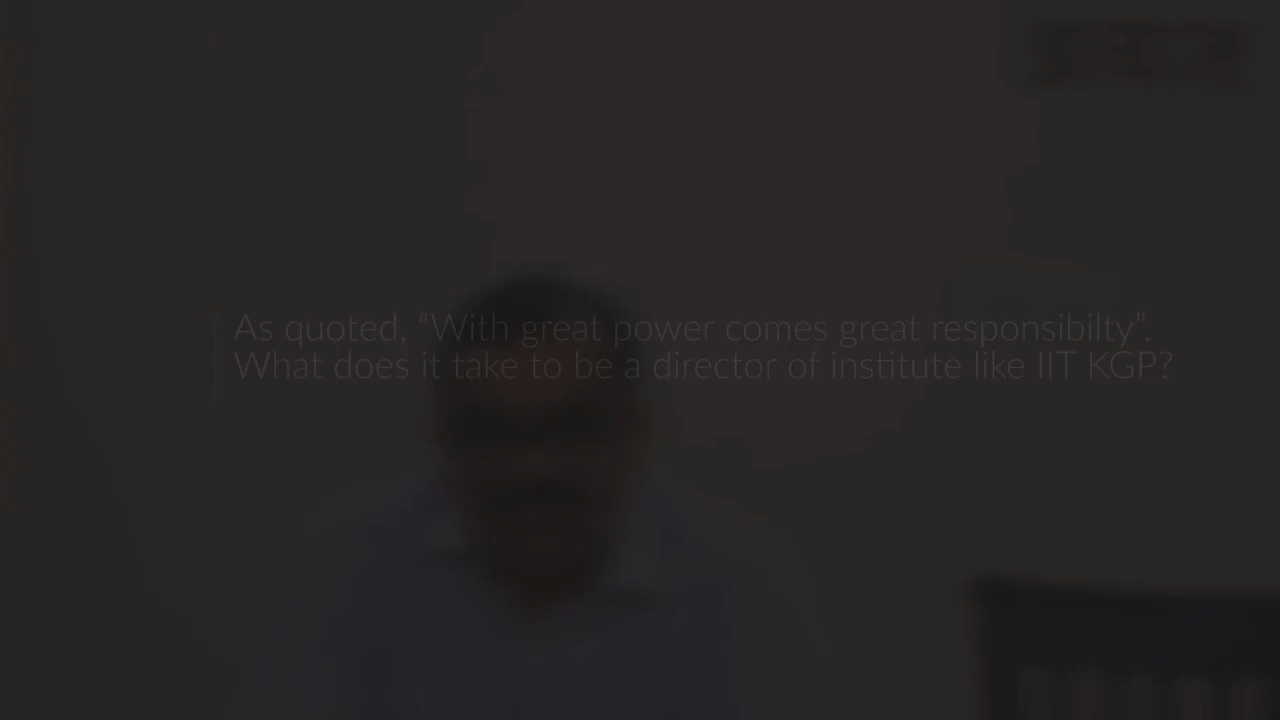 As quoted, “With great power comes great responsibilty”.
What does it take to be a director of institute like IIT KGP?